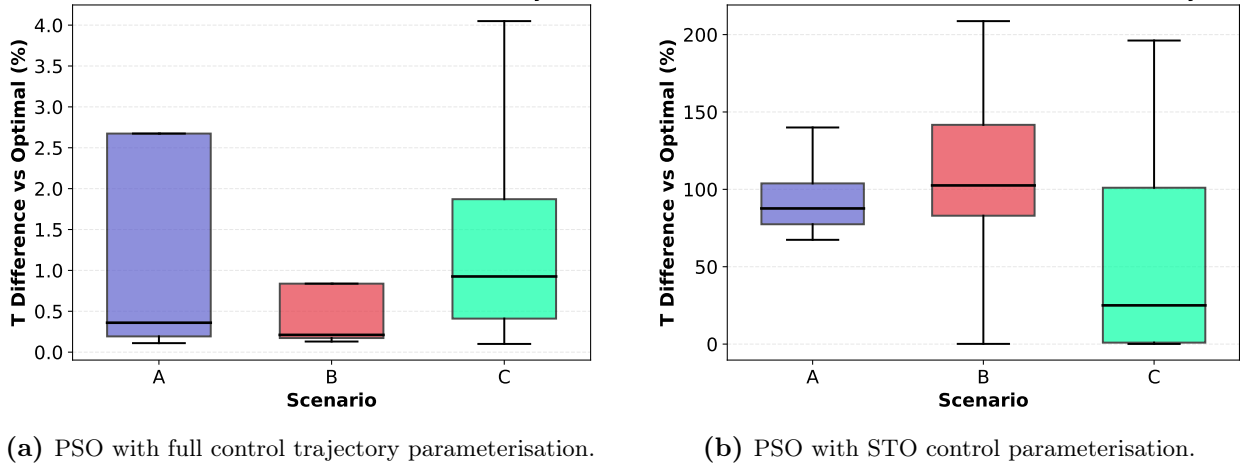 T Difference vs Optimal (%)
4.0
3.5
3.0
2.5
2.0
1.5
1.0
0.5
0.0
A B C
Scenario
(a) PSO with full control trajectory parameterisation.
T Difference vs Optimal (%)
200
150
100
50
0
A B C
Scenario
(b) PSO with STO control parameterisation.